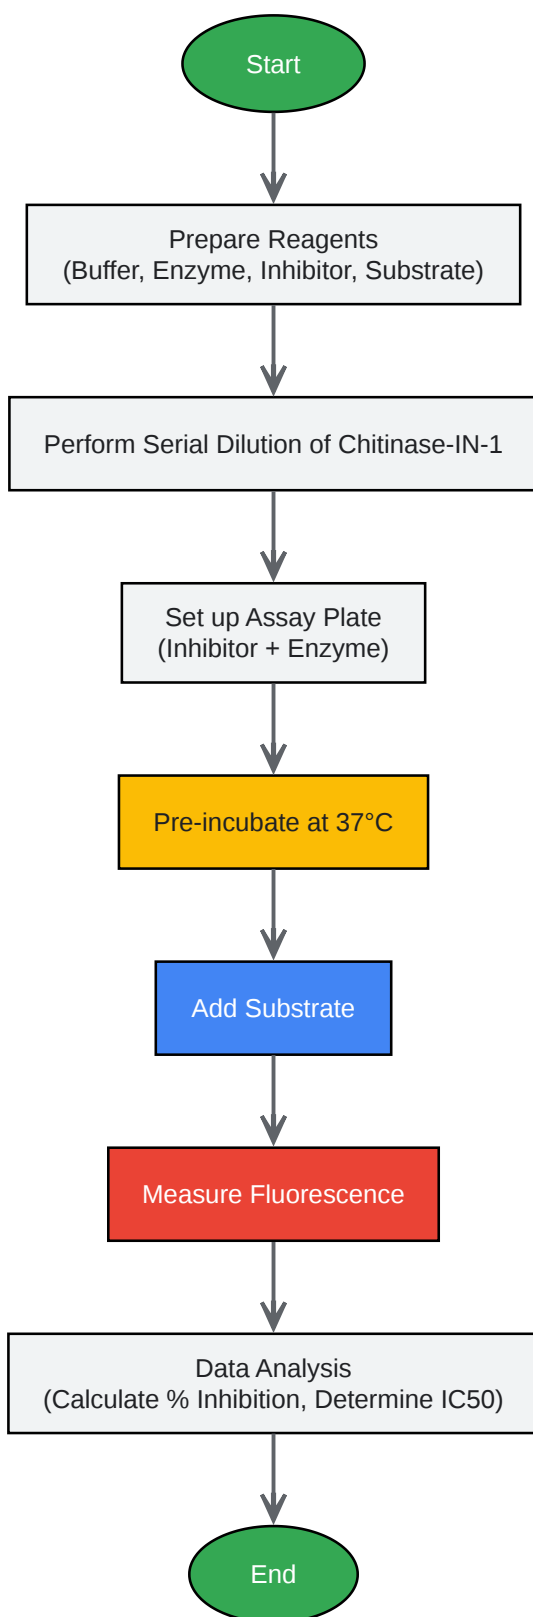 Start
Prepare Reagents
(Buffer, Enzyme, Inhibitor, Substrate)
Perform Serial Dilution of Chitinase-IN-1
Set up Assay Plate
(Inhibitor + Enzyme)
Pre-incubate at 37°C
Add Substrate
Measure Fluorescence
Data Analysis
(Calculate % Inhibition, Determine IC50)
End